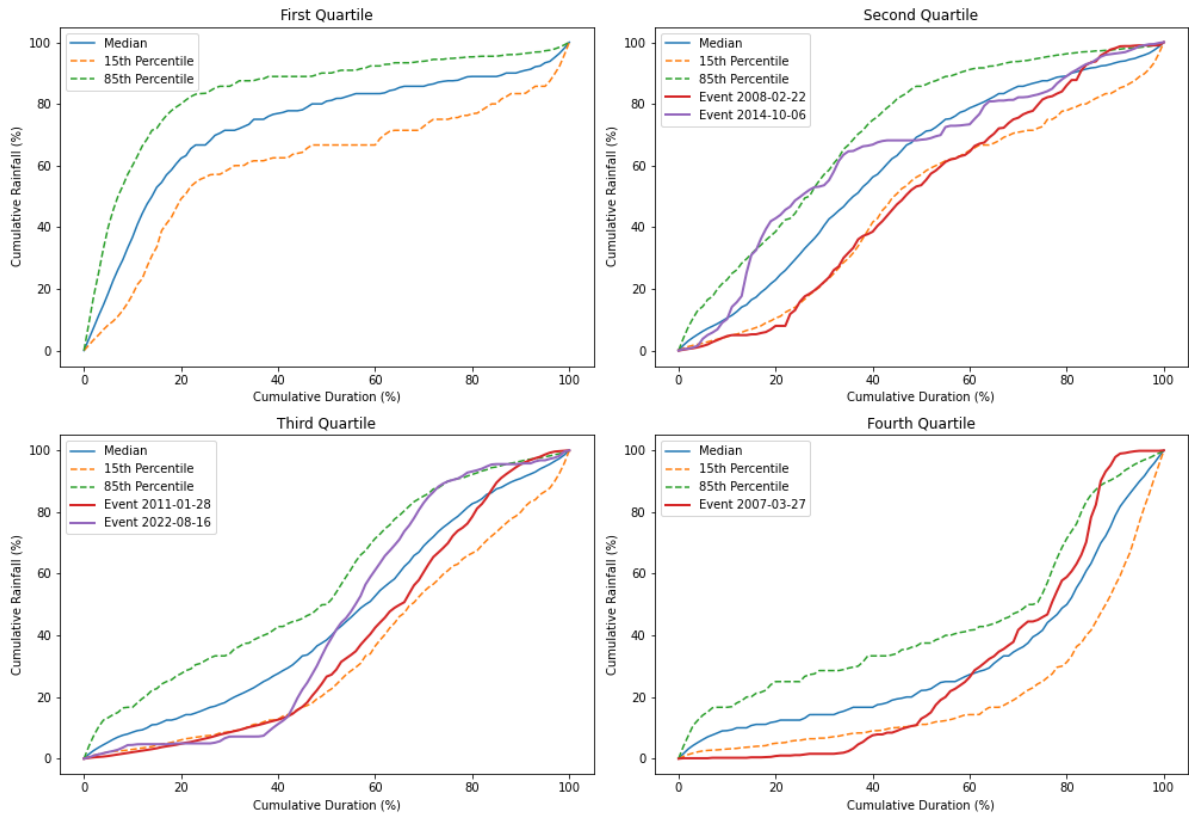 First Quartile
Median
15th Percentile
85th Percentile
100
80
60
40
20
0
Cumulative Rainfall (%)
0 20 40 60 80 100
Cumulative Duration (%)
Second Quartile
Median
15th Percentile
85th Percentile
Event 2008-02-22
Event 2014-10-06
100
80
60
40
20
0
Cumulative Rainfall (%)
0 20 40 60 80 100
Cumulative Duration (%)
Third Quartile
Median
15th Percentile
85th Percentile
Event 2011-01-28
Event 2022-08-16
100
80
60
40
20
0
Cumulative Rainfall (%)
0 20 40 60 80 100
Cumulative Duration (%)
Fourth Quartile
Median
15th Percentile
85th Percentile
Event 2007-03-27
100
80
60
40
20
0
Cumulative Rainfall (%)
0 20 40 60 80 100
Cumulative Duration (%)